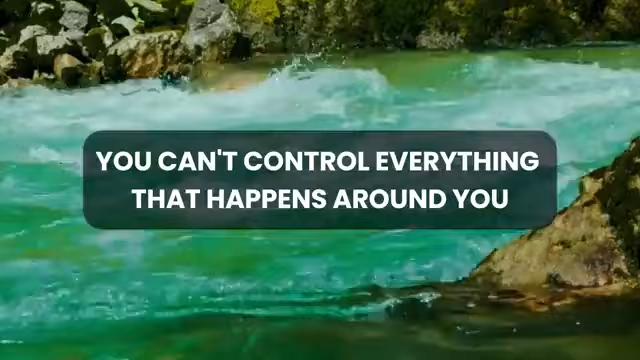 YOU CAN'T CONTROL EVERYTHING
THAT HAPPENS AROUND YOU